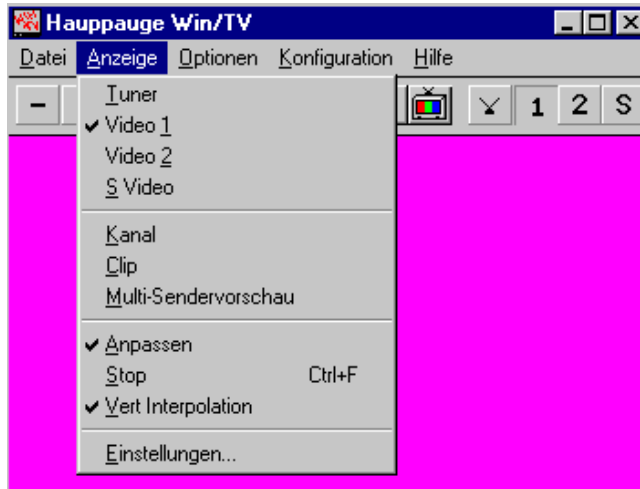 Hauppauge Win/TV
Datei Anzeige Optionen Konfiguration Hilfe
1 2 S
Tuner
Video 1
Video 2
S Video
Kanal
Clip
Multi-Sendervorschau
Anpassen
Stop Ctrl+F
Vert Interpolation
Einstellungen...